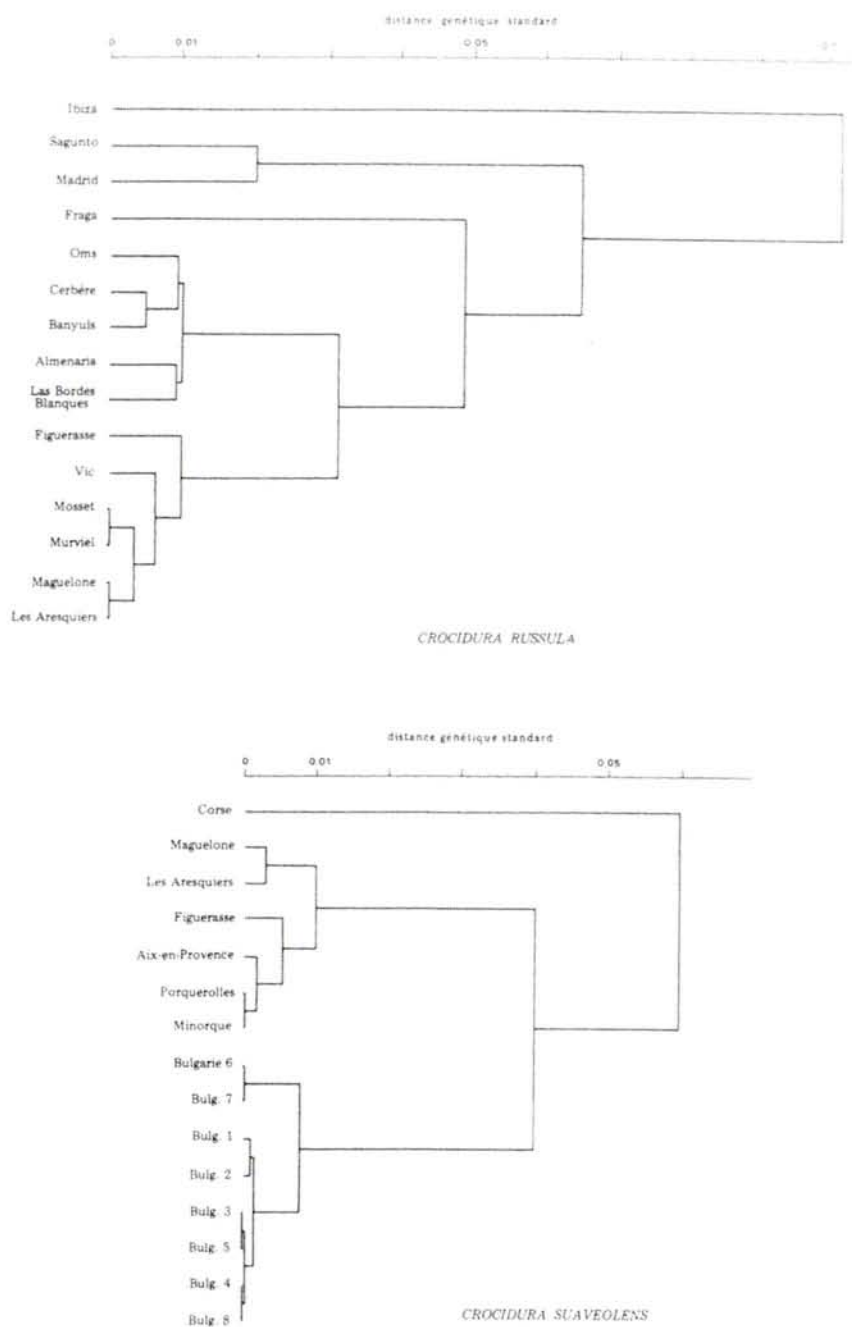 distance génétique standard
0 0.01 0.05 0.1
Ibiza
Sagunto
Madrid
Fraga
Oms
Cerbère
Banyuls
Almenaria
Las Bordes
Blanques
Figuerasse
Vic
Mosset
Murviel
Maguelone
Les Aresquiers
CROCIDURA RUSSULA
distance génétique standard
0 0.01 0.05
Corse
Maguelone
Les Aresquiers
Figuerasse
Aix-en-Provence
Porquerolles
Minorque
Bulgarie 6
Bulg. 7
Bulg. 1
Bulg. 2
Bulg. 3
Bulg. 5
Bulg. 4
Bulg. 8
CROCIDURA SUAVEOLENS